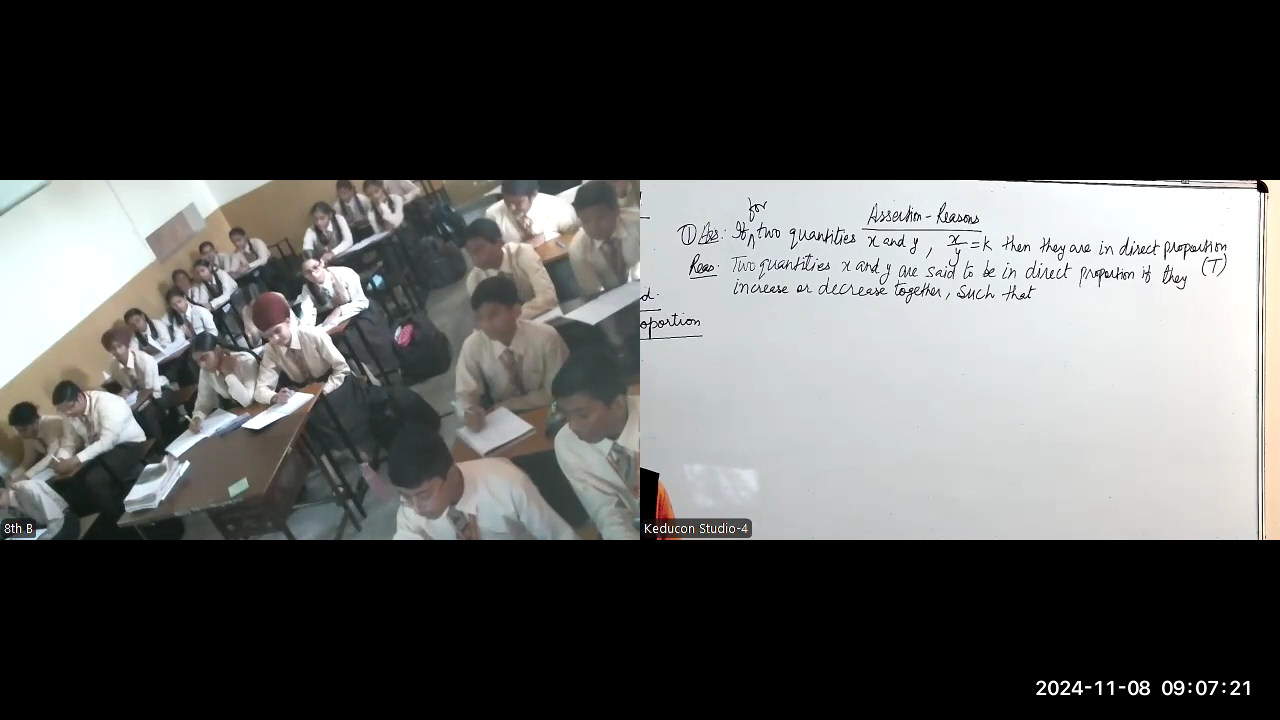 for
Assertion-Reasons
① Ass: If ^ two quantities x and y, x/y = k then they are in direct proportion (T)
Reas: Two quantities x and y are said to be in direct proportion if they
increase or decrease together, such that
d.
oportion
8th B
Keducon Studio-4
2024-11-08 09:07:21